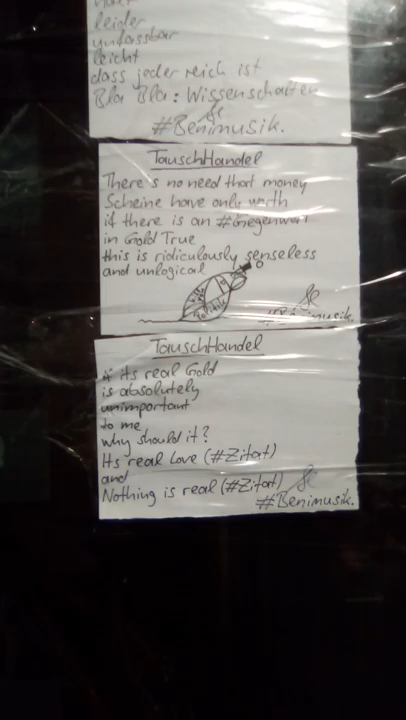 leider
unfassbar
leicht
dass jeder reich ist
Bla Bla: Wissenschaften
#Benimusik.
TauschHandel
There's no need that money
Scheine have only worth
if there is an #Gegenwert
in Gold True
this is ridiculously senseless
and unlogical
#Benimusik.
TauschHandel
if its real Gold
is absolutely
unimportant
to me
why should it?
Its real Love (#Zitat)
and
Nothing is real (#Zitat)
#Benimusik.